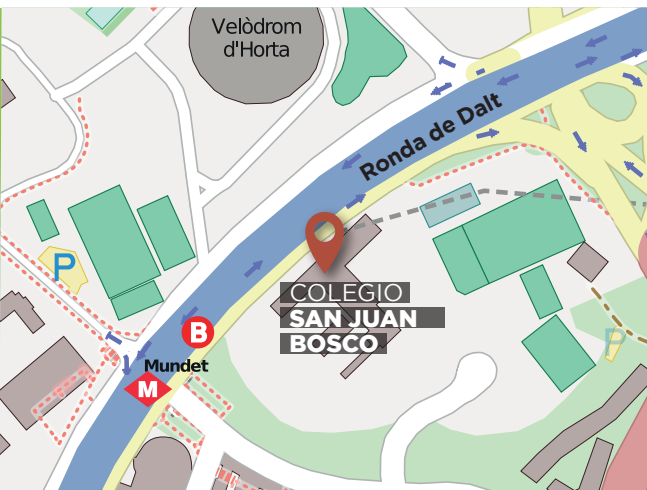 Velòdrom
d'Horta
Ronda de Dalt
P
COLEGIO
SAN JUAN
BOSCO
B
P
Mundet
M